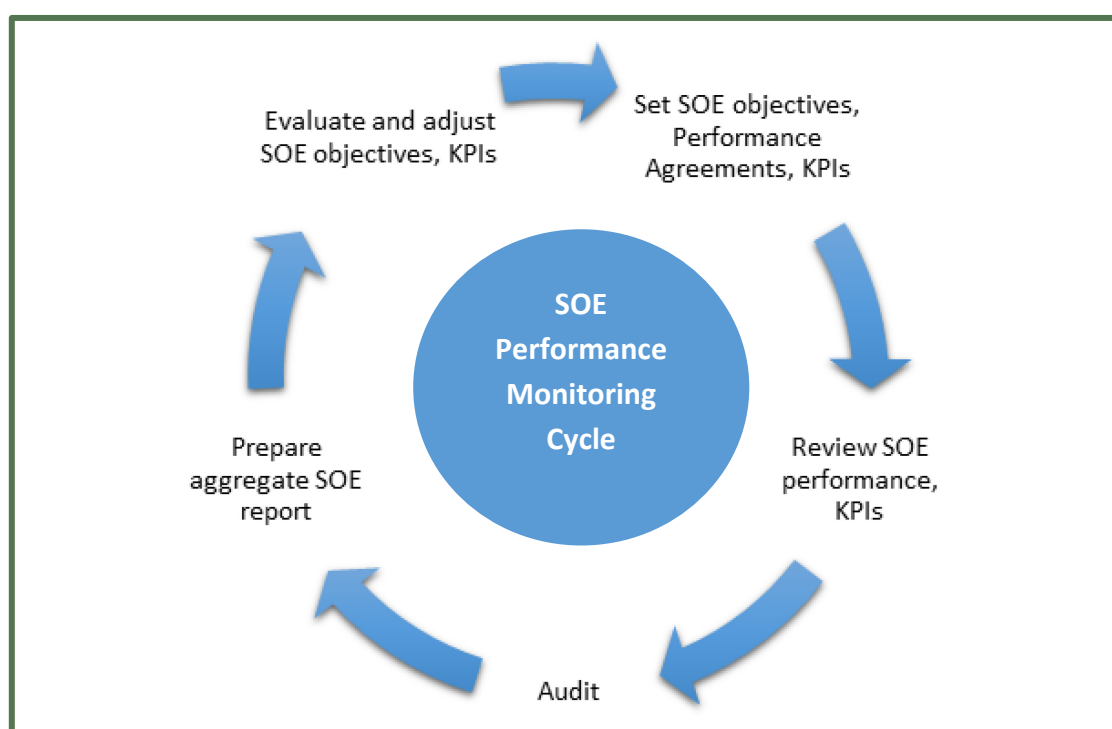 Evaluate and adjust
SOE objectives, KPIs
Set SOE objectives,
Performance
Agreements, KPIs
SOE
Performance
Monitoring
Cycle
Review SOE
performance,
KPIs
Audit
Prepare
aggregate SOE
report